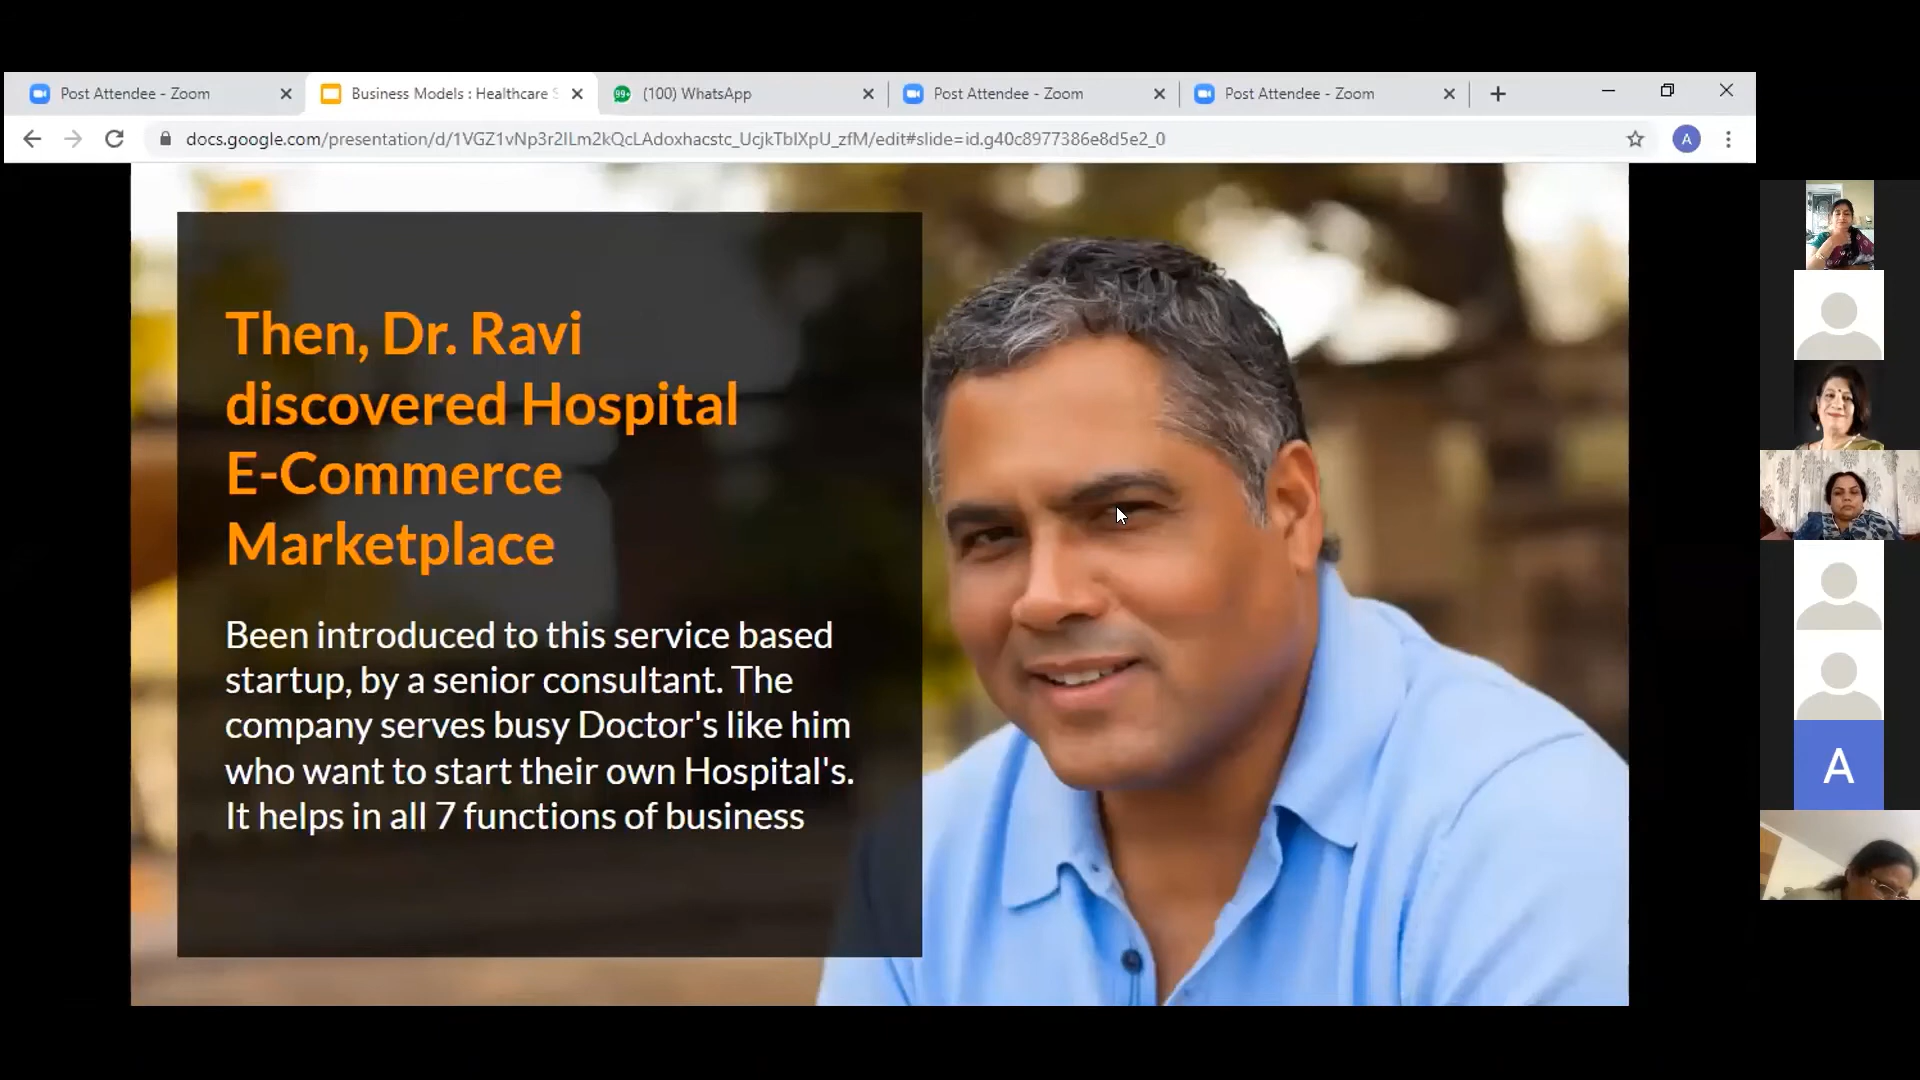 Post Attendee - Zoom
Business Models : Healthcare S
99+
(100) WhatsApp
Post Attendee - Zoom
Post Attendee - Zoom
docs.google.com/presentation/d/1VGZ1vNp3r2ILm2kQcLAdoxhacstc_UcjkTbIXpU_zfM/edit#slide=id.g40c8977386e8d5e2_0
A
Then, Dr. Ravi
discovered Hospital
E-Commerce
Marketplace
Been introduced to this service based
startup, by a senior consultant. The
company serves busy Doctor's like him
who want to start their own Hospital's.
It helps in all 7 functions of business
A